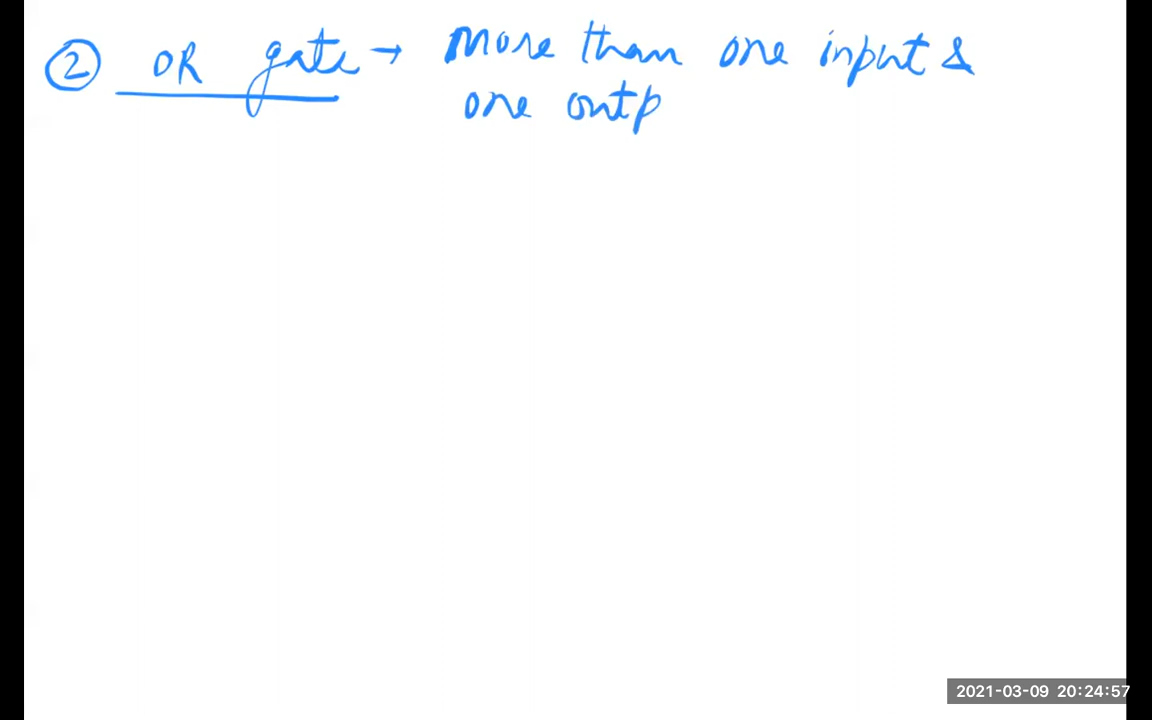 ② OR gate → More than one input &
one outp
2021-03-09 20:24:57